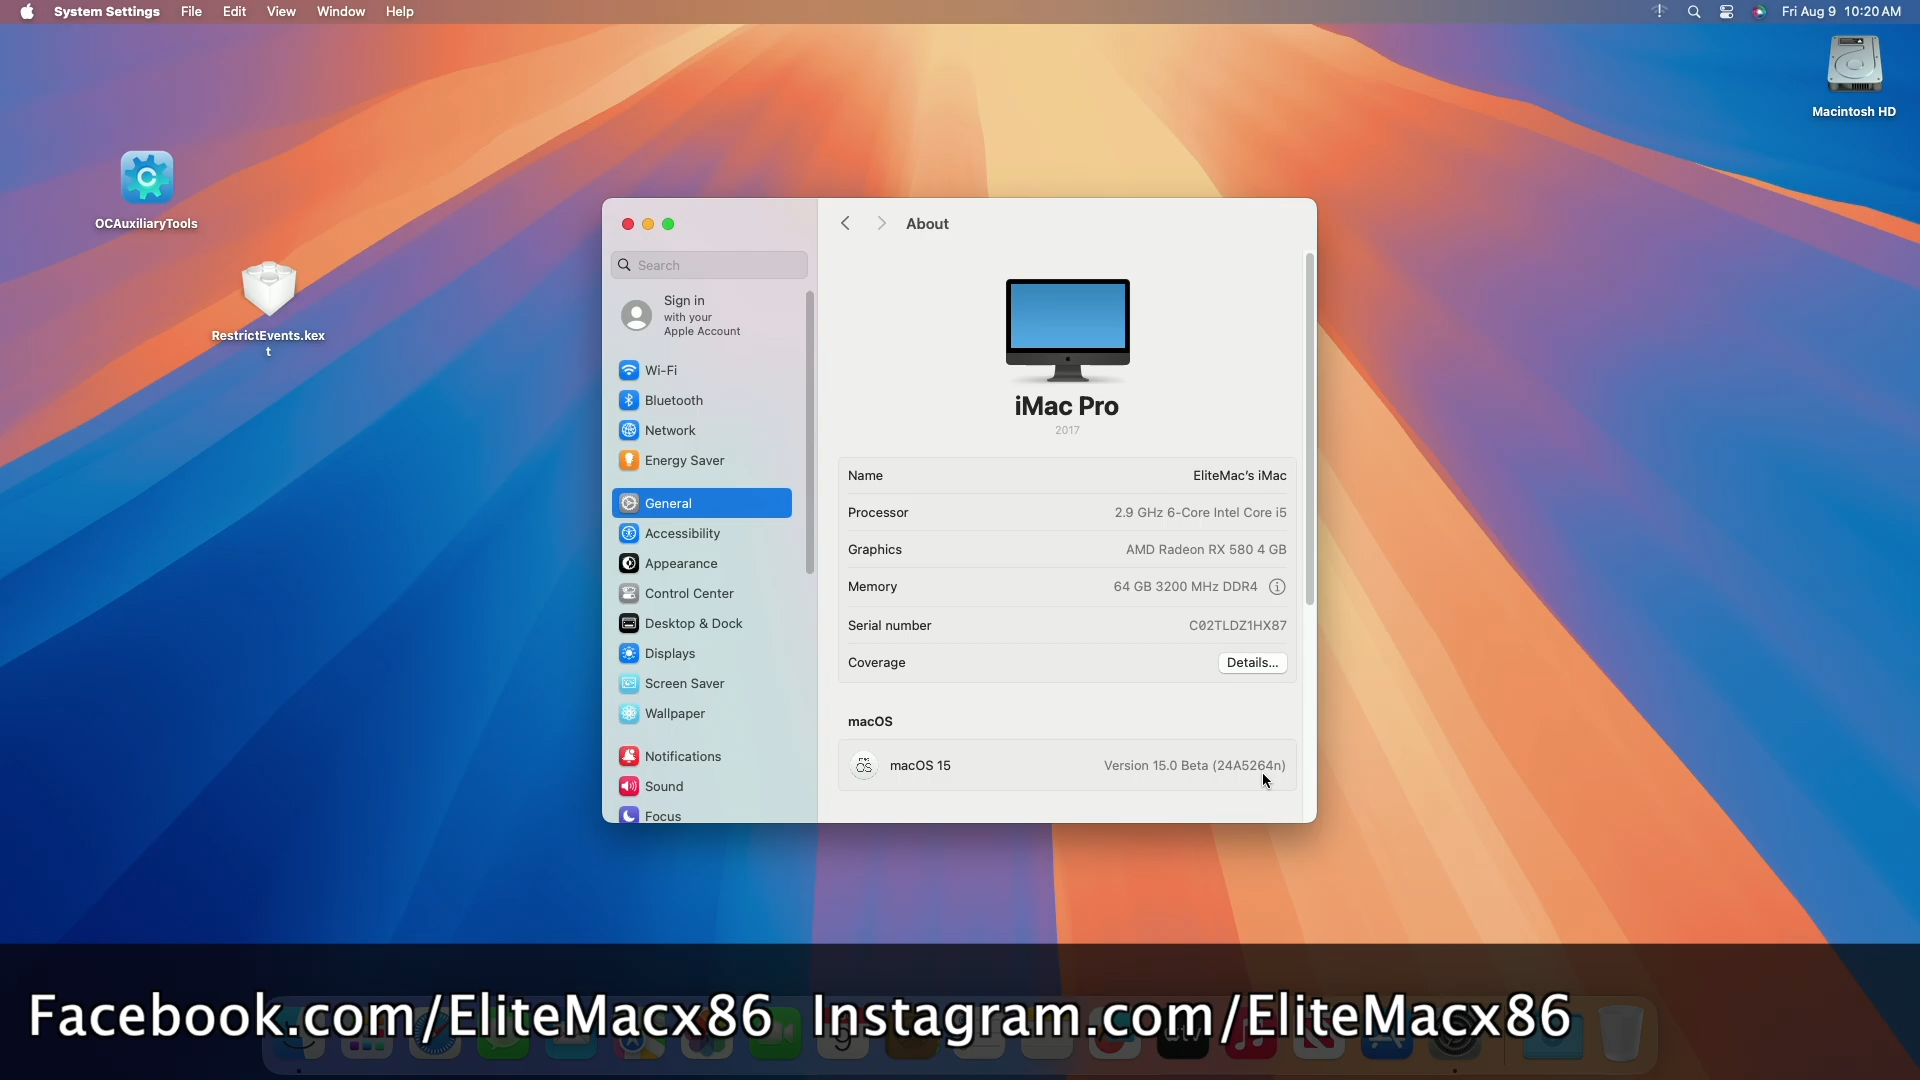 System Settings File Edit View Window Help Fri Aug 9 10:20 AM
Macintosh HD
OCAuxiliaryTools
RestrictEvents.kex
t
About
Search
Sign in
with your
Apple Account
Wi-Fi
Bluetooth
Network
Energy Saver
General
Accessibility
Appearance
Control Center
Desktop & Dock
Displays
Screen Saver
Wallpaper
Notifications
Sound
Focus
iMac Pro
2017
Name EliteMac's iMac
Processor 2.9 GHz 6-Core Intel Core i5
Graphics AMD Radeon RX 580 4 GB
Memory 64 GB 3200 MHz DDR4
Serial number C02TLDZ1HX87
Coverage Details...
macOS
macOS 15 Version 15.0 Beta (24A5264n)
Facebook.com/EliteMacx86 Instagram.com/EliteMacx86